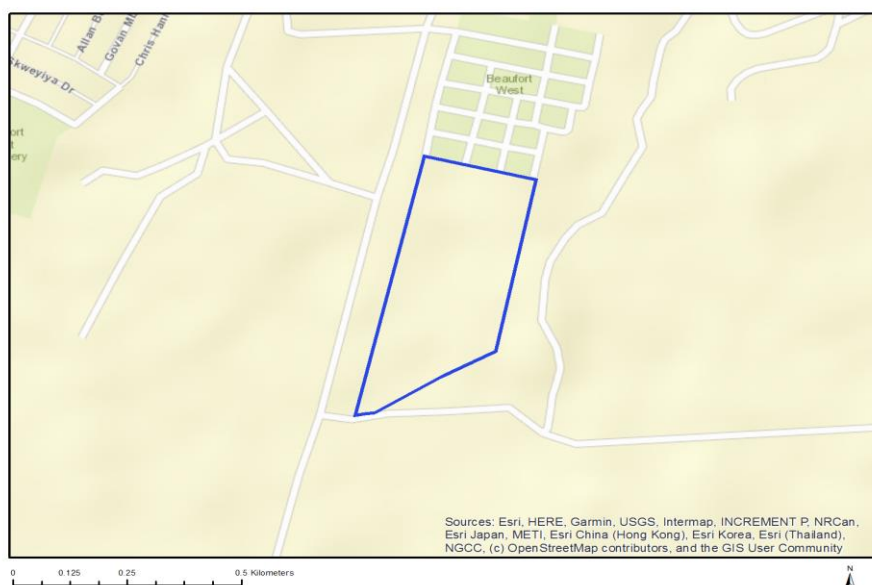 Allan B
Govan M
Chris Han
Skweyiya Dr
Beaufort
West
ort
t
ery
Sources: Esri, HERE, Garmin, USGS, Intermap, INCREMENT P, NRCan,
Esri Japan, METI, Esri China (Hong Kong), Esri Korea, Esri (Thailand),
NGCC, (c) OpenStreetMap contributors, and the GIS User Community
0 0.125 0.25 0.5 Kilometers
N